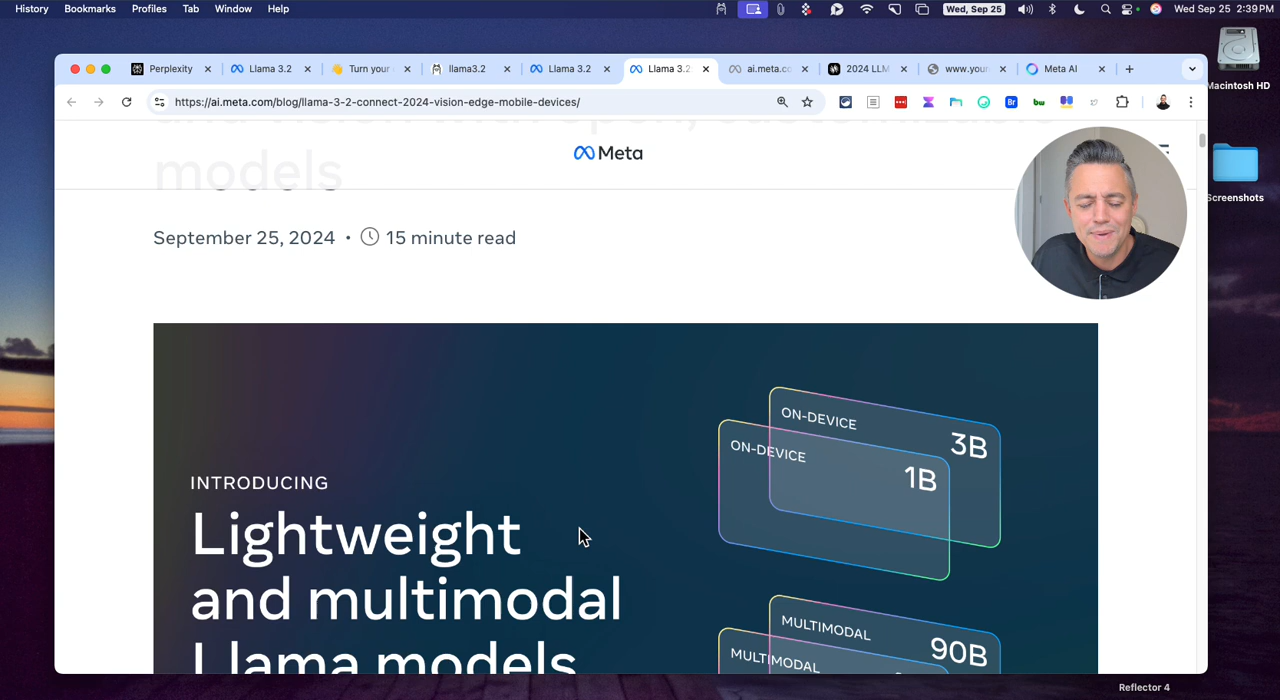 History Bookmarks Profiles Tab Window Help Wed, Sep 25 Wed Sep 25 2:39 PM
Perplexity Llama 3.2 Turn your llama3.2 Llama 3.2 Llama 3.2 ai.meta.co 2024 LLM www.your Meta AI
https://ai.meta.com/blog/llama-3-2-connect-2024-vision-edge-mobile-devices/
Br bw
Macintosh HD
Screenshots
models
Meta
September 25, 2024 • 15 minute read
ON-DEVICE 3B
ON-DEVICE 1B
INTRODUCING
Lightweight
and multimodal
Llama models
MULTIMODAL 90B
MULTIMODAL
Reflector 4